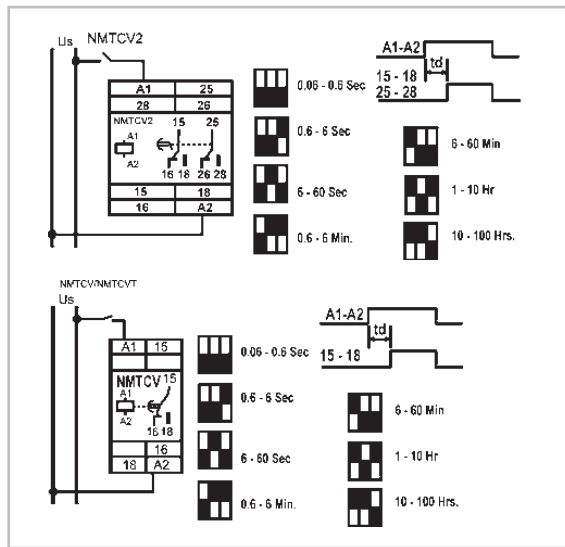 Us NMTCV2
A1 25
28 26
NMTCV2 15 25
A1
A2
16 18 26 28
15 18
16 A2
0.06 - 0.6 Sec
0.6 - 6 Sec
6 - 60 Sec
0.6 - 6 Min.
A1-A2
td
15 - 18
25 - 28
6 - 60 Min
1 - 10 Hr
10 - 100 Hrs.
NMTCV/NMTCVT
Us
A1 15
NMTCV 15
A1
A2
16 18
16
18 A2
0.06 - 0.6 Sec
0.6 - 6 Sec
6 - 60 Sec
0.6 - 6 Min.
A1-A2
td
15 - 18
6 - 60 Min
1 - 10 Hr
10 - 100 Hrs.